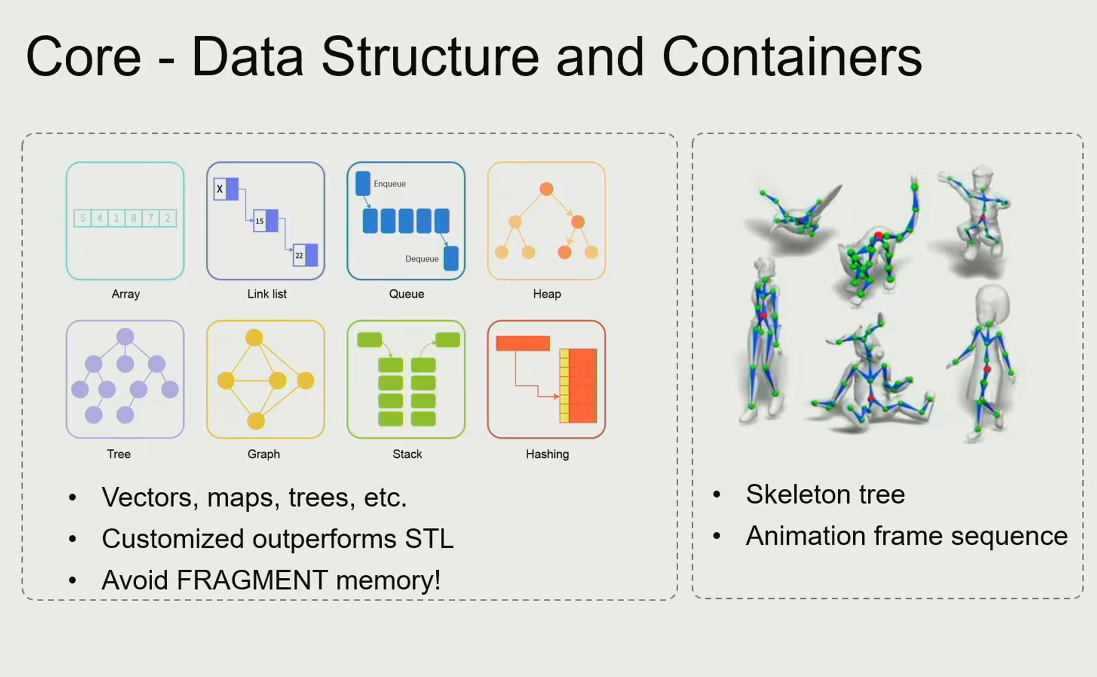 Core - Data Structure and Containers
5 4 1 8 7 2
Array
X
15
22
Link list
Enqueue
Dequeue
Queue
Heap
Tree
Graph
Stack
Hashing
• Vectors, maps, trees, etc.
• Customized outperforms STL
• Avoid FRAGMENT memory!
• Skeleton tree
• Animation frame sequence